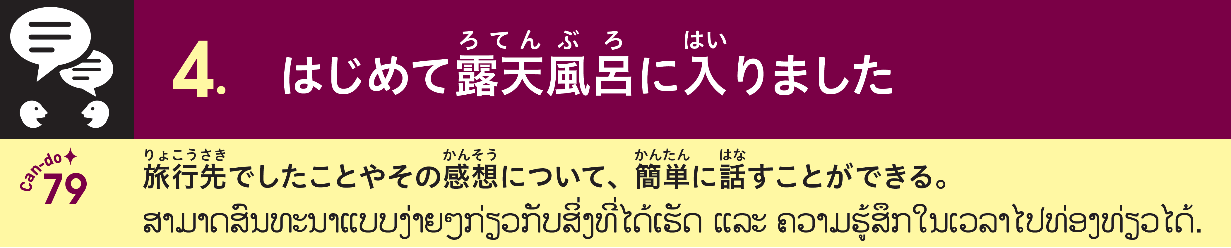 ろてんぶろ はい
4. はじめて露天風呂に入りました
Can-do
79
りょこうさき かんそう かんたん はな
旅行先でしたことやその感想について、簡単に話すことができる。
ສາມາດສົນທະນາແບບງ່າຍໆກ່ຽວກັບສິ່ງທີ່ໄດ້ເຮັດ ແລະ ຄວາມຮູ້ສຶກໃນເວລາໄປທ່ອງທ່ຽວໄດ້.